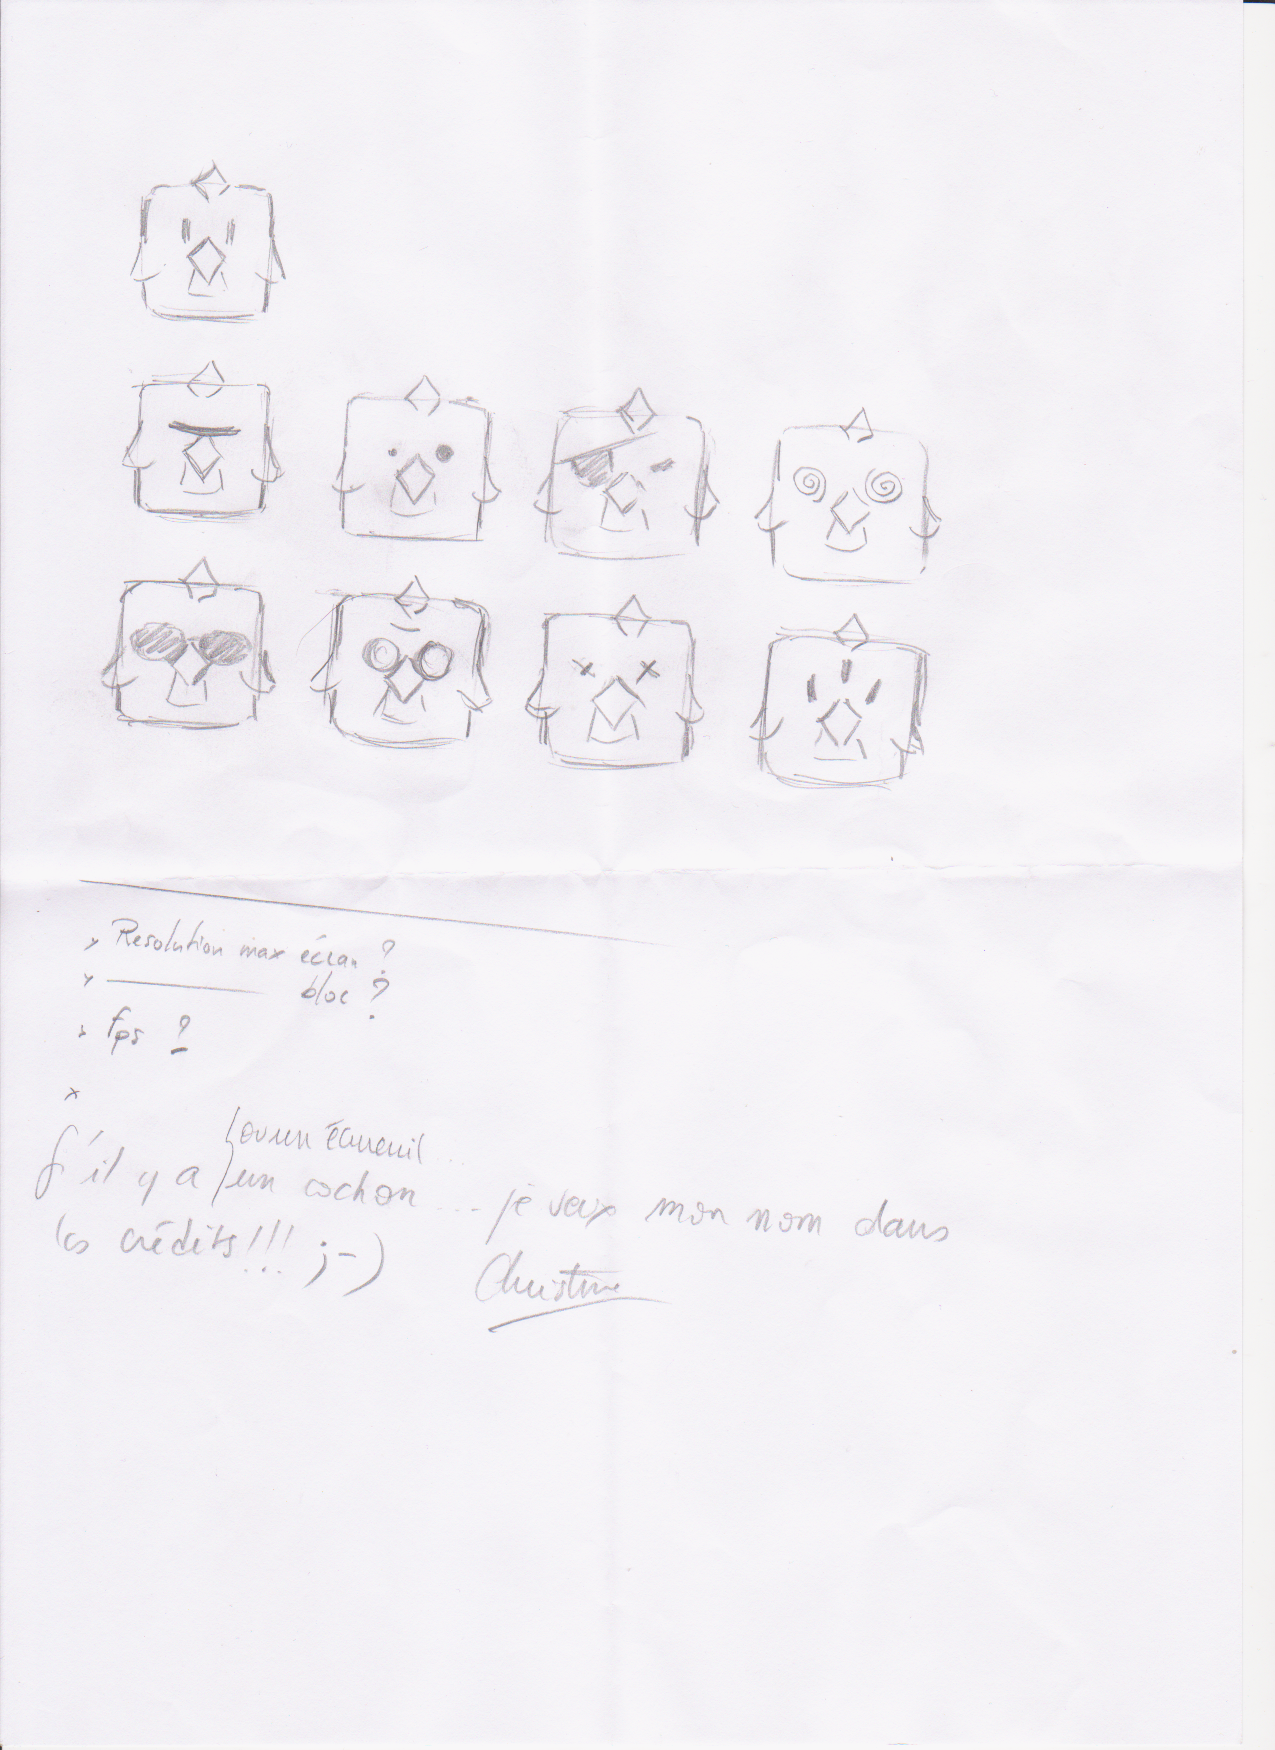 Resolution max écran ?
bloc ?
fps ?
ou un écureuil...
S'il y a un cochon... je veux mon nom dans
les crédits!!! ;-)
Christine